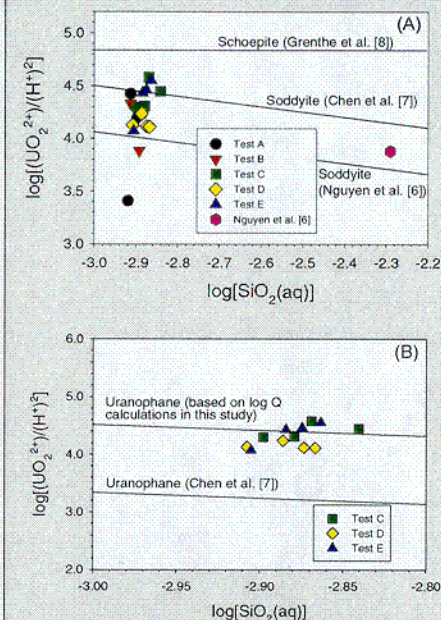 (A)
Schoepite (Grenthe et al. [8])
Soddyite (Chen et al. [7])
Soddyite
(Nguyen et al. [6])
Test A
Test B
Test C
Test D
Test E
Nguyen et al. [6]
log[(UO₂²⁺)/(H⁺)²]
5.0
4.5
4.0
3.5
3.0
-3.0 -2.9 -2.8 -2.7 -2.6 -2.5 -2.4 -2.3 -2.2
log[SiO₂(aq)]
(B)
Uranophane (based on log Q
calculations in this study)
Uranophane (Chen et al. [7])
Test C
Test D
Test E
log[(UO₂²⁺)/(H⁺)²]
6.0
5.0
4.0
3.0
2.0
-3.00 -2.95 -2.90 -2.85 -2.80
log[SiO₂(aq)]